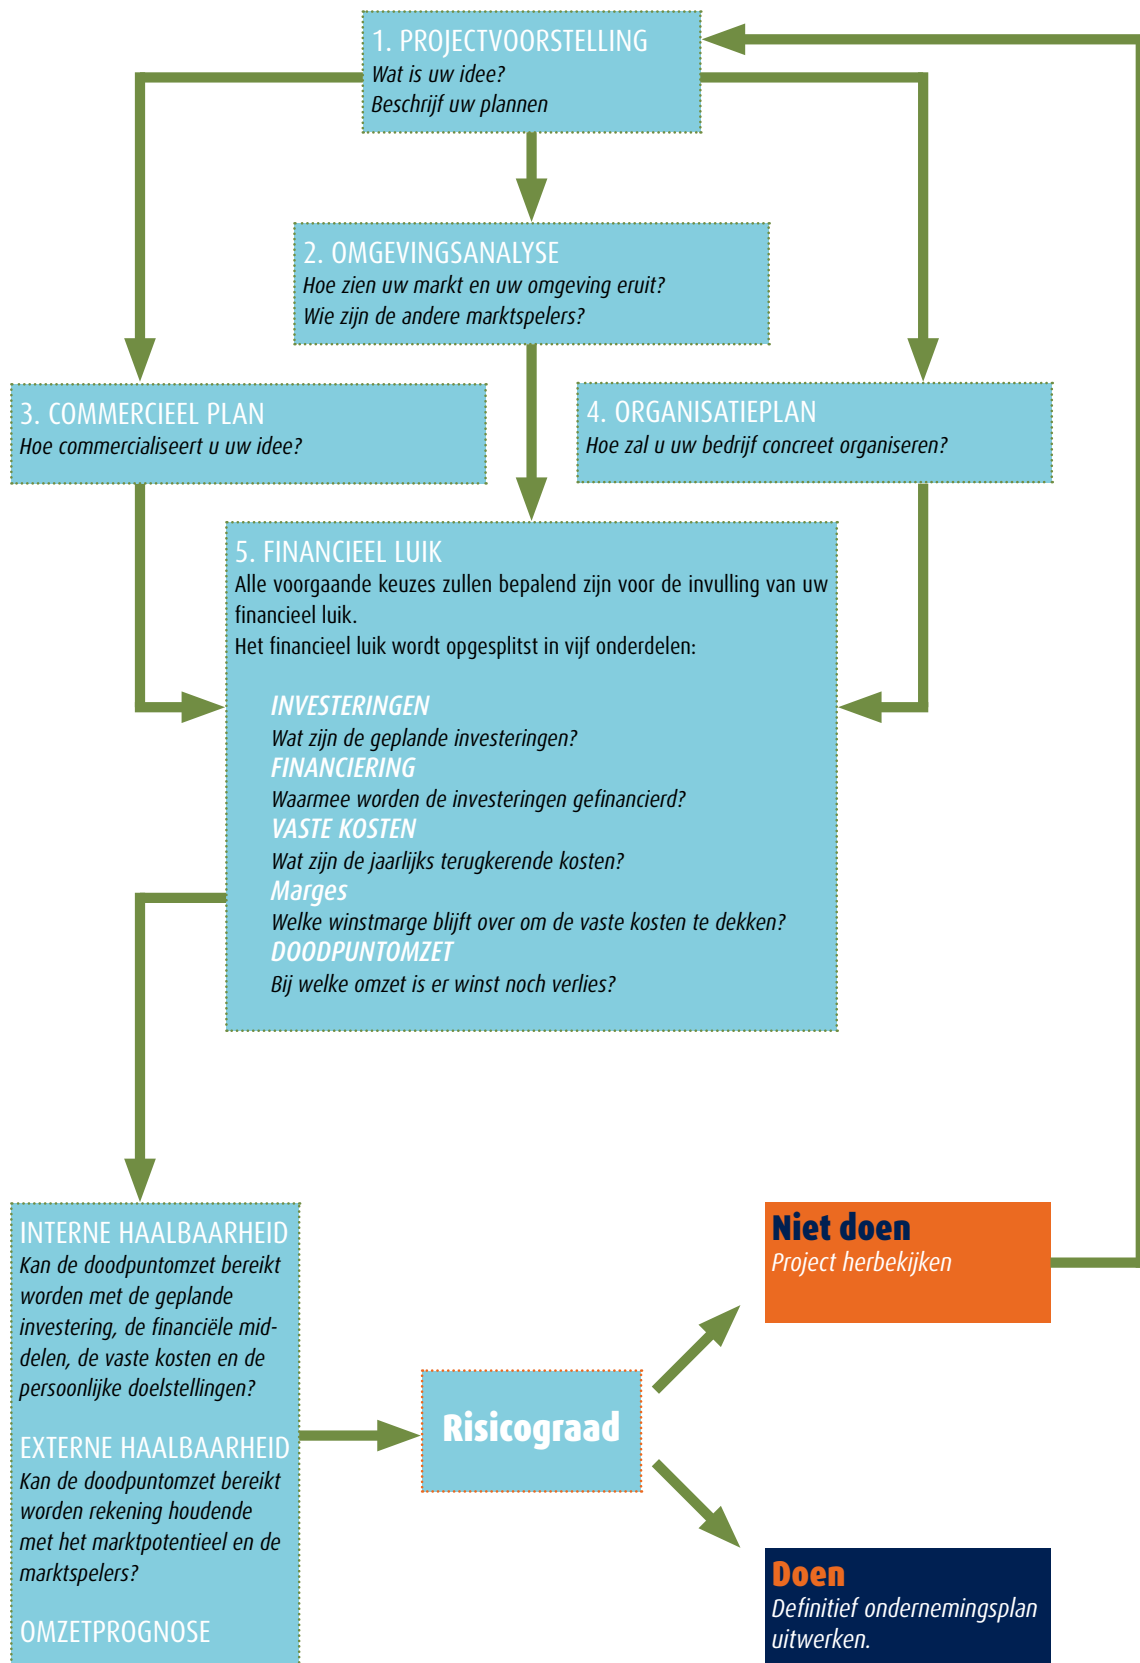 1. PROJECTVOORSTELLING
Wat is uw idee?
Beschrijf uw plannen
2. OMGEVINGSANALYSE
Hoe zien uw markt en uw omgeving eruit?
Wie zijn de andere marktspelers?
3. COMMERCIEEL PLAN
Hoe commercialiseert u uw idee?
4. ORGANISATIEPLAN
Hoe zal u uw bedrijf concreet organiseren?
5. FINANCIEEL LUIK
Alle voorgaande keuzes zullen bepalend zijn voor de invulling van uw
financieel luik.
Het financieel luik wordt opgesplitst in vijf onderdelen:
INVESTERINGEN
Wat zijn de geplande investeringen?
FINANCIERING
Waarmee worden de investeringen gefinancierd?
VASTE KOSTEN
Wat zijn de jaarlijks terugkerende kosten?
Marges
Welke winstmarge blijft over om de vaste kosten te dekken?
DOODPUNTOMZET
Bij welke omzet is er winst noch verlies?
INTERNE HAALBAARHEID
Kan de doodpuntomzet bereikt
worden met de geplande
investering, de financiële mid-
delen, de vaste kosten en de
persoonlijke doelstellingen?
EXTERNE HAALBAARHEID
Kan de doodpuntomzet bereikt
worden rekening houdende
met het marktpotentieel en de
marktspelers?
OMZETPROGNOSE
Risicograad
Niet doen
Project herbekijken
Doen
Definitief ondernemingsplan
uitwerken.